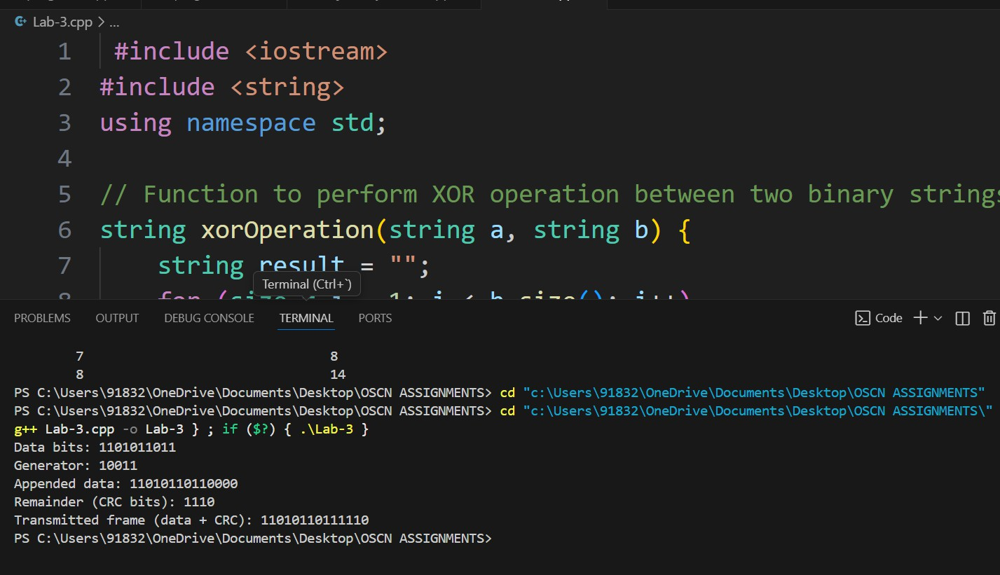 Lab-3.cpp > ...
1 #include <iostream>
2 #include <string>
3 using namespace std;
4
5 // Function to perform XOR operation between two binary strings
6 string xorOperation(string a, string b) {
7 string result = "";
Terminal (Ctrl+`)
PROBLEMS OUTPUT DEBUG CONSOLE TERMINAL PORTS Code
7 8
8 14
PS C:\Users\91832\OneDrive\Documents\Desktop\OSCN ASSIGNMENTS> cd "c:\Users\91832\OneDrive\Documents\Desktop\OSCN ASSIGNMENTS"
PS C:\Users\91832\OneDrive\Documents\Desktop\OSCN ASSIGNMENTS> cd "c:\Users\91832\OneDrive\Documents\Desktop\OSCN ASSIGNMENTS\"
g++ Lab-3.cpp -o Lab-3 } ; if ($?) { .\Lab-3 }
Data bits: 1101011011
Generator: 10011
Appended data: 11010110110000
Remainder (CRC bits): 1110
Transmitted frame (data + CRC): 11010110111110
PS C:\Users\91832\OneDrive\Documents\Desktop\OSCN ASSIGNMENTS>